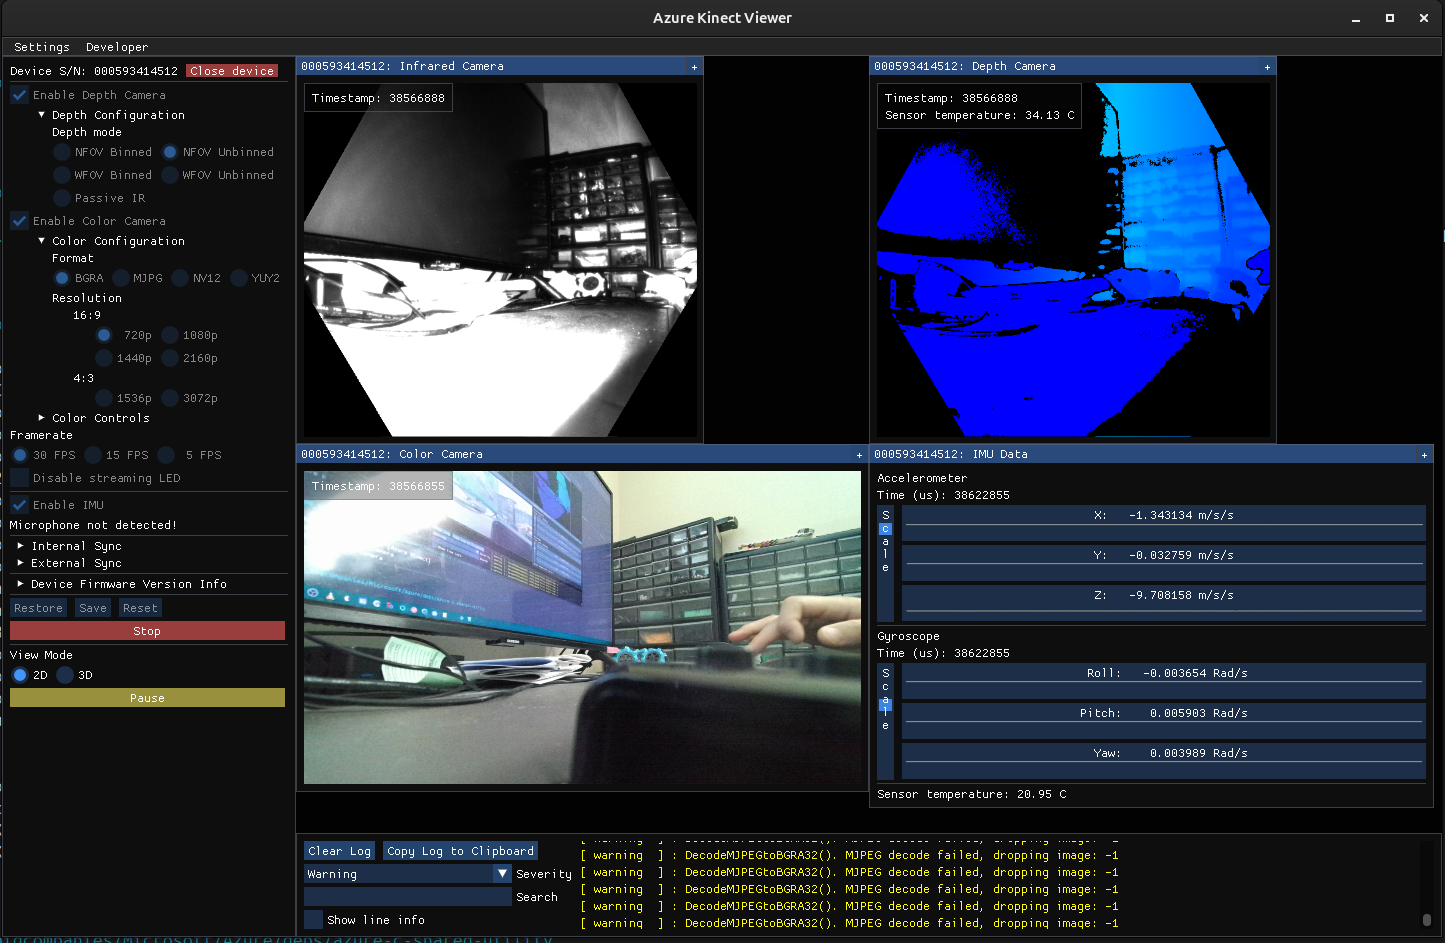 Azure Kinect Viewer
Settings Developer
Device S/N: 000593414512 Close device
Enable Depth Camera
Depth Configuration
Depth mode
NFOV Binned NFOV Unbinned
WFOV Binned WFOV Unbinned
Passive IR
Enable Color Camera
Color Configuration
Format
BGRA MJPG NV12 YUY2
Resolution
16:9
720p 1080p
1440p 2160p
4:3
1536p 3072p
Color Controls
Framerate
30 FPS 15 FPS 5 FPS
Disable streaming LED
Enable IMU
Microphone not detected!
Internal Sync
External Sync
Device Firmware Version Info
Restore Save Reset
Stop
View Mode
2D 3D
Pause
000593414512: Infrared Camera +
Timestamp: 38566888
000593414512: Depth Camera +
Timestamp: 38566888
Sensor temperature: 34.13 C
000593414512: Color Camera +
Timestamp: 38566855
000593414512: IMU Data +
Accelerometer
Time (us): 38622855
Scale
X: -1.343134 m/s/s
Y: -0.032759 m/s/s
Z: -9.708158 m/s/s
Gyroscope
Time (us): 38622855
Scale
Roll: -0.003654 Rad/s
Pitch: 0.005903 Rad/s
Yaw: 0.003989 Rad/s
Sensor temperature: 20.95 C
Clear Log Copy Log to Clipboard
Warning Severity
Search
Show line info
[ warning ] : DecodeMJPEGtoBGRA32(). MJPEG decode failed, dropping image: -1
[ warning ] : DecodeMJPEGtoBGRA32(). MJPEG decode failed, dropping image: -1
[ warning ] : DecodeMJPEGtoBGRA32(). MJPEG decode failed, dropping image: -1
[ warning ] : DecodeMJPEGtoBGRA32(). MJPEG decode failed, dropping image: -1
[ warning ] : DecodeMJPEGtoBGRA32(). MJPEG decode failed, dropping image: -1
[ warning ] : DecodeMJPEGtoBGRA32(). MJPEG decode failed, dropping image: -1